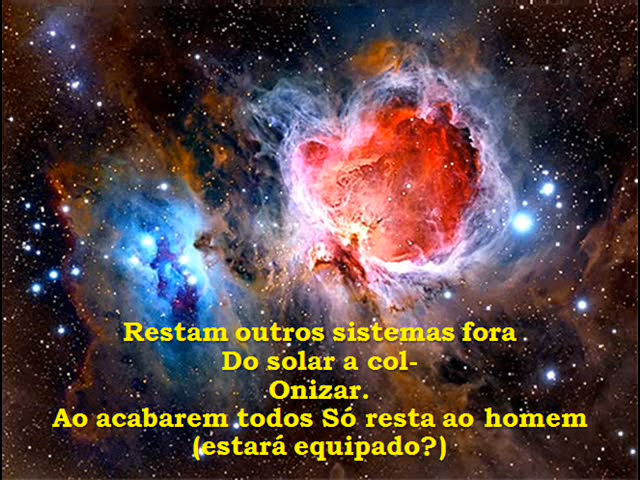 Restam outros sistemas fora
Do solar a col-
Onizar.
Ao acabarem todos Só resta ao homem
(estará equipado?)